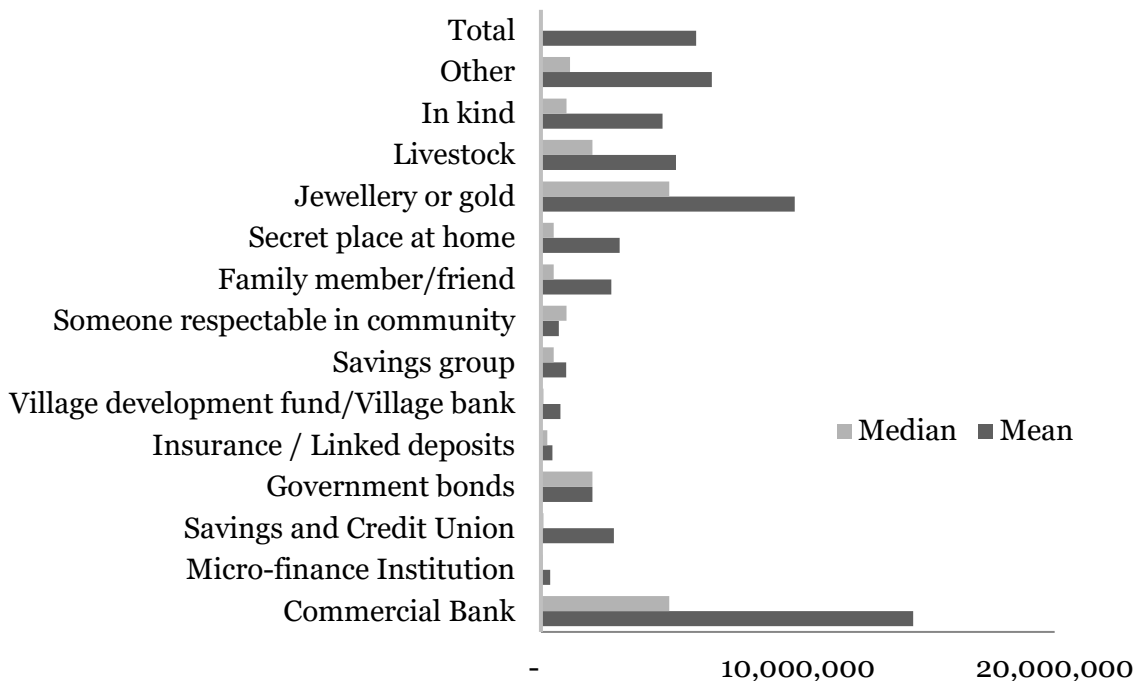 Total
Other
In kind
Livestock
Jewellery or gold
Secret place at home
Family member/friend
Someone respectable in community
Savings group
Village development fund/Village bank
Insurance / Linked deposits
Government bonds
Savings and Credit Union
Micro-finance Institution
Commercial Bank
Median Mean
- 10,000,000 20,000,000